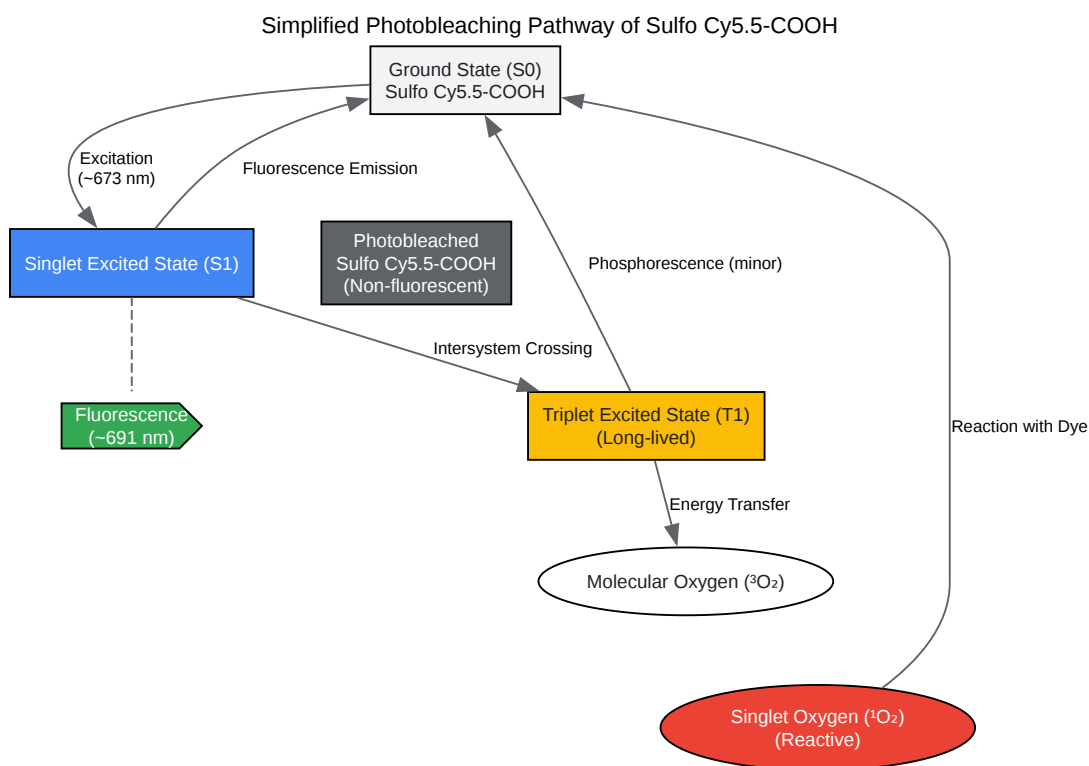 Simplified Photobleaching Pathway of Sulfo Cy5.5-COOH
Ground State (S0)
Sulfo Cy5.5-COOH
Excitation
(~673 nm)
Fluorescence Emission
Singlet Excited State (S1)
Photobleached
Sulfo Cy5.5-COOH
(Non-fluorescent)
Phosphorescence (minor)
Intersystem Crossing
Fluorescence
(~691 nm)
Triplet Excited State (T1)
(Long-lived)
Reaction with Dye
Energy Transfer
Molecular Oxygen (³O₂)
Singlet Oxygen (¹O₂)
(Reactive)